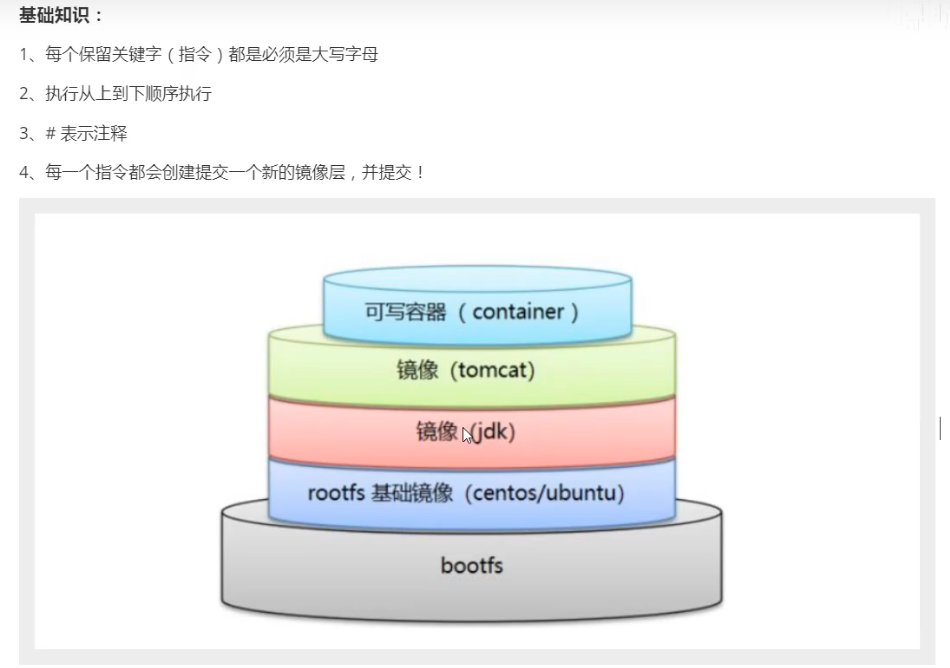 基础知识：
1、每个保留关键字（指令）都是必须是大写字母
2、执行从上到下顺序执行
3、# 表示注释
4、每一个指令都会创建提交一个新的镜像层，并提交！
可写容器（container）
镜像（tomcat）
镜像（jdk）
rootfs 基础镜像（centos/ubuntu）
bootfs